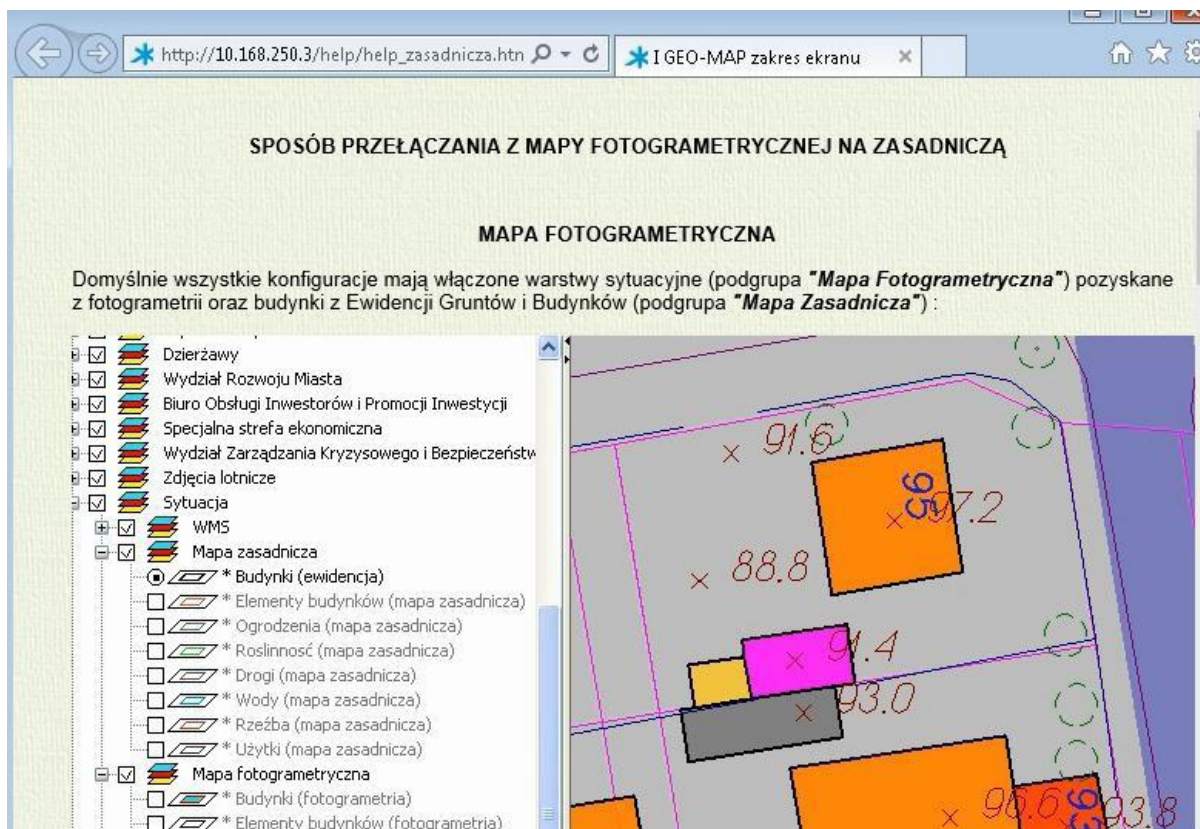 http://10.168.250.3/help/help_zasadnicza.htn
I GEO-MAP zakres ekranu
SPOSÓB PRZEŁĄCZANIA Z MAPY FOTOGRAMETRYCZNEJ NA ZASADNICZĄ
MAPA FOTOGRAMETRYCZNA
Domyślnie wszystkie konfiguracje mają włączone warstwy sytuacyjne (podgrupa "Mapa Fotogrametryczna") pozyskane
z fotogrametrii oraz budynki z Ewidencji Gruntów i Budynków (podgrupa "Mapa Zasadnicza") :
Dzierżawy
Wydział Rozwoju Miasta
Biuro Obsługi Inwestorów i Promocji Inwestycji
Specjalna strefa ekonomiczna
Wydział Zarządzania Kryzysowego i Bezpieczeństw
Zdjęcia lotnicze
Sytuacja
WMS
Mapa zasadnicza
* Budynki (ewidencja)
* Elementy budynków (mapa zasadnicza)
* Ogrodzenia (mapa zasadnicza)
* Roslinnosć (mapa zasadnicza)
* Drogi (mapa zasadnicza)
* Wody (mapa zasadnicza)
* Rzeźba (mapa zasadnicza)
* Użytki (mapa zasadnicza)
Mapa fotogrametryczna
* Budynki (fotogrametria)
* Elementy budynków (fotogrametria)
91.6
95
97.2
88.8
91.4
93.0
96.6
93.8